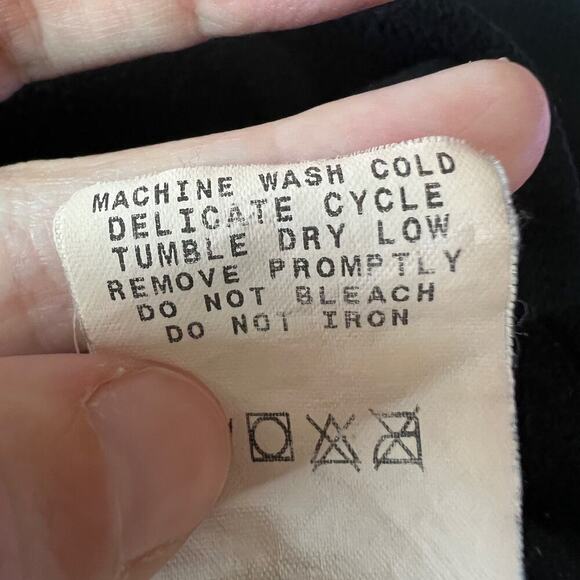 MACHINE WASH COLD
DELICATE CYCLE
TUMBLE DRY LOW
REMOVE PROMPTLY
DO NOT BLEACH
DO NOT IRON